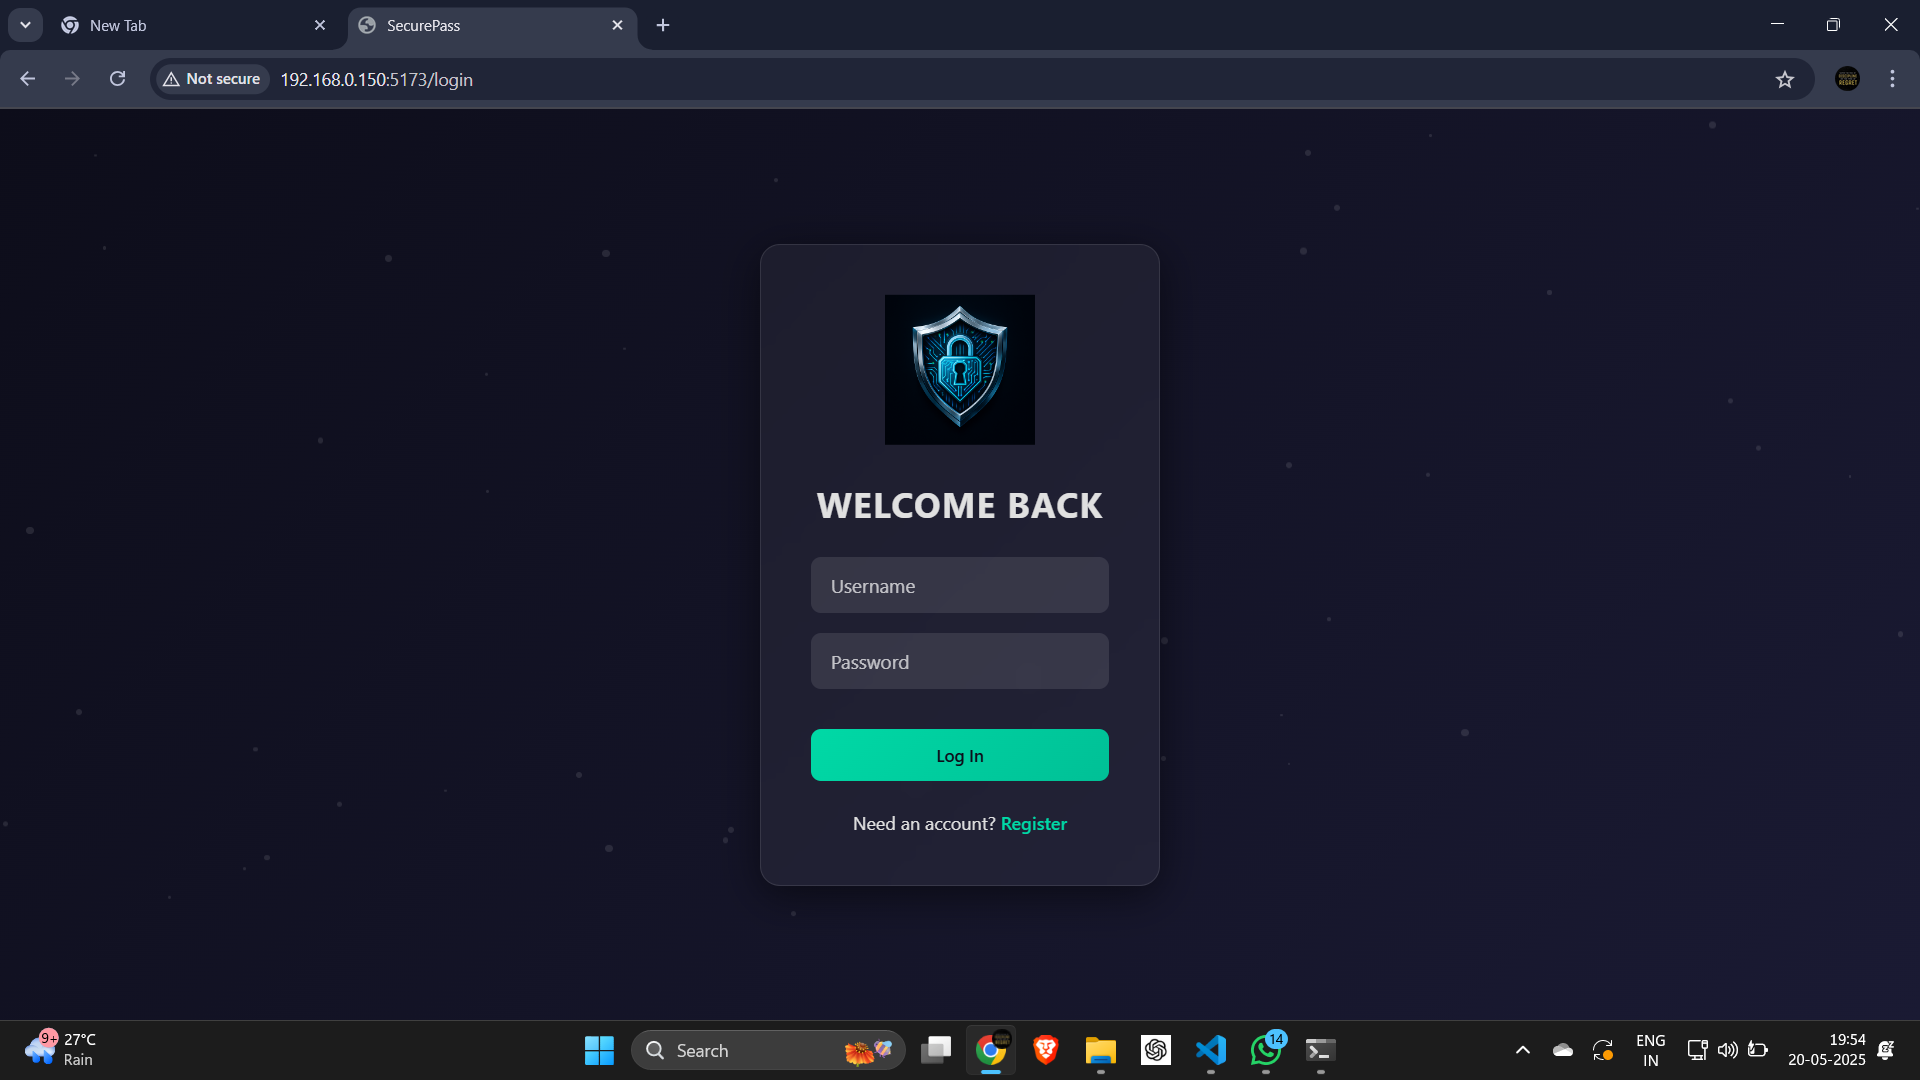 New Tab
SecurePass
Not secure
192.168.0.150:5173/login
WELCOME BACK
Username
Password
Log In
Need an account? Register
9+
27°C
Rain
Search
14
ENG
IN
19:54
20-05-2025